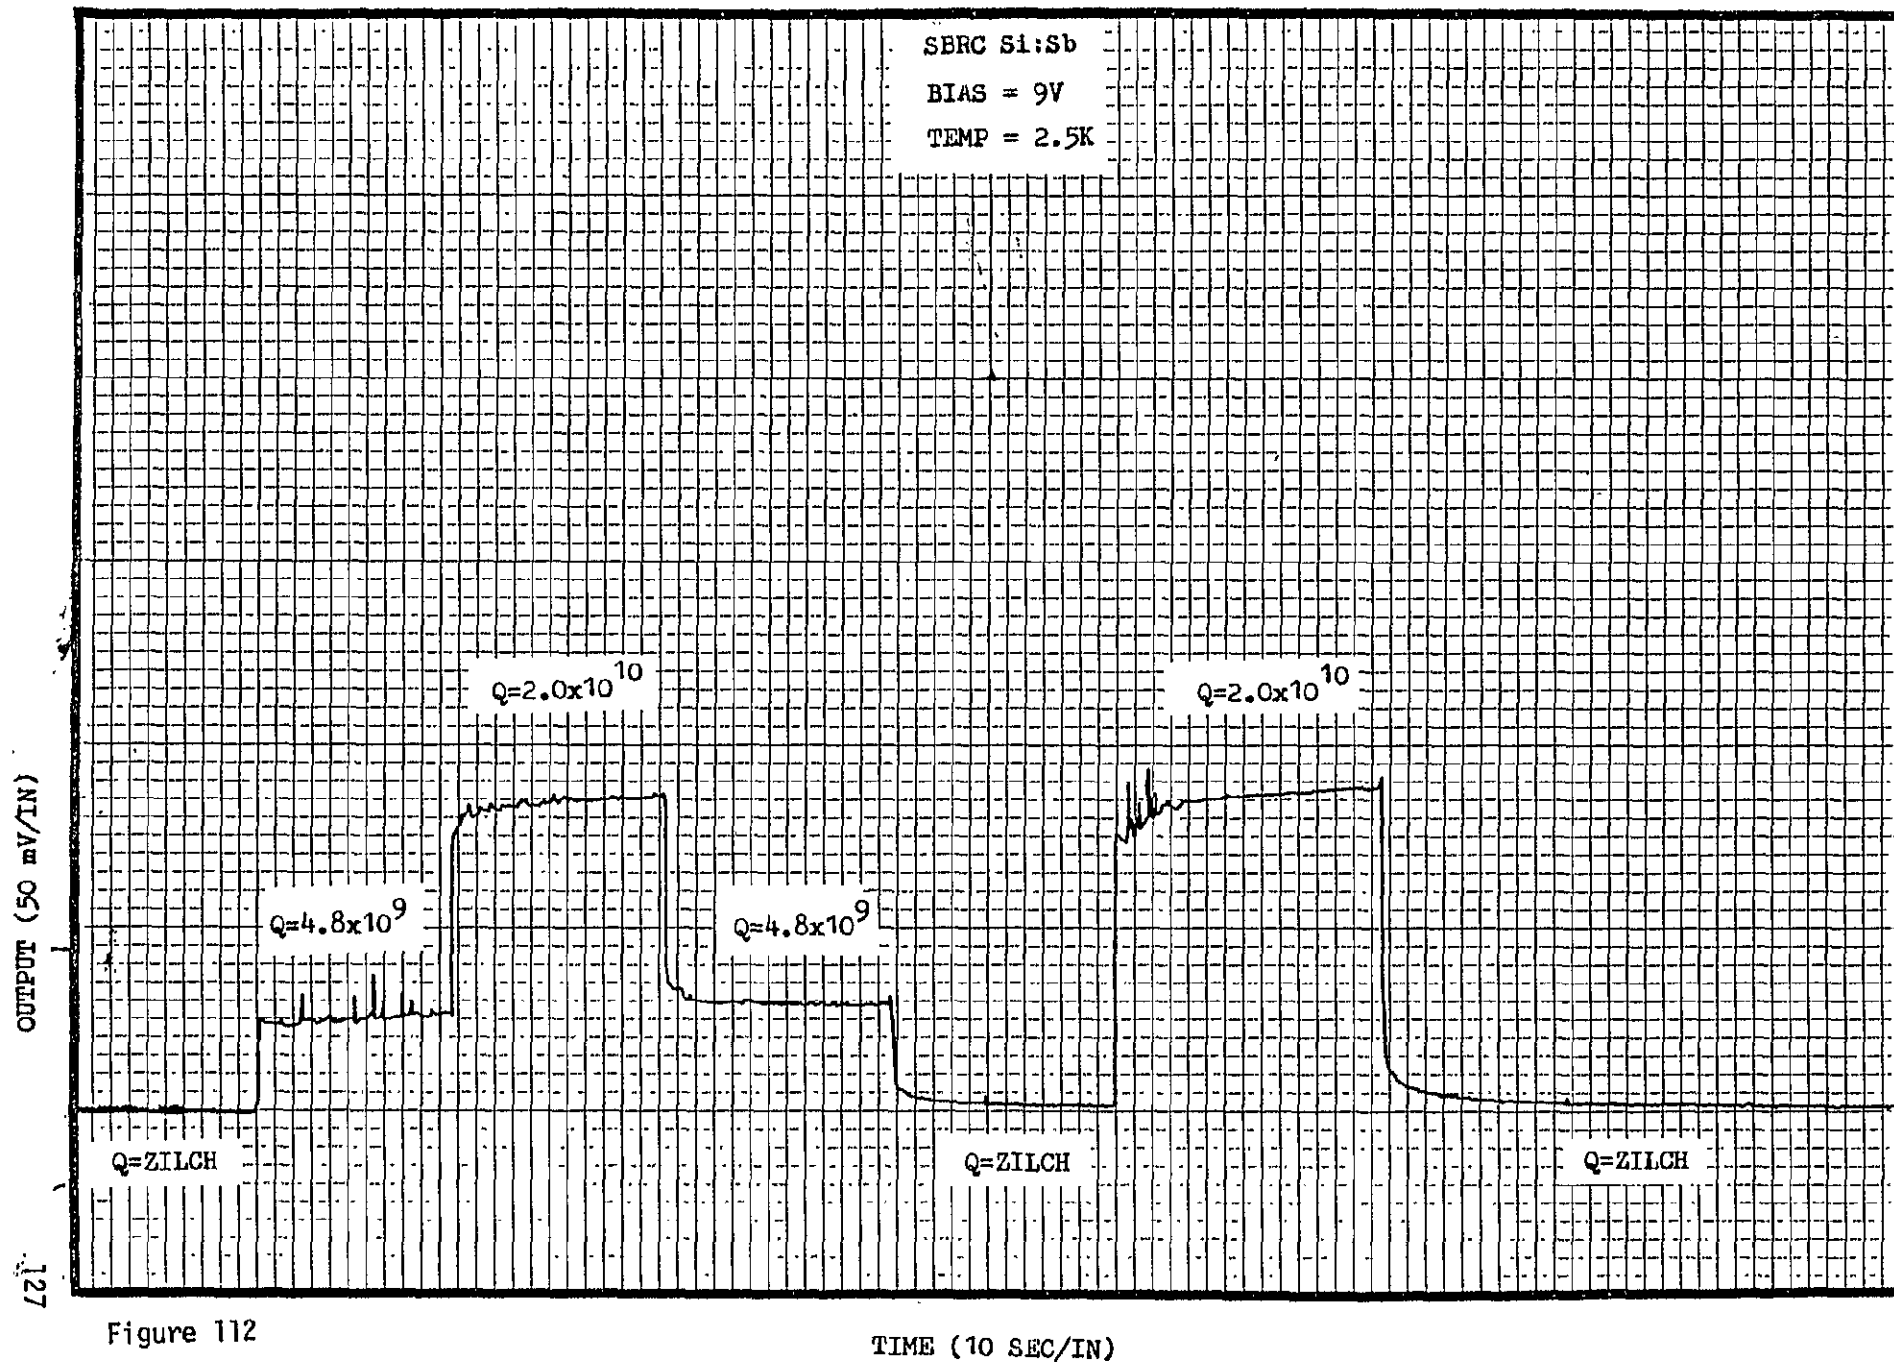 SBRC Si:Sb
BIAS = 9V
TEMP = 2.5K
Q=2.0x10^10
Q=2.0x10^10
Q=4.8x10^9
Q=4.8x10^9
Q=ZILCH
Q=ZILCH
Q=ZILCH
OUTPUT (50 mV/IN)
TIME (10 SEC/IN)
Figure 112
127